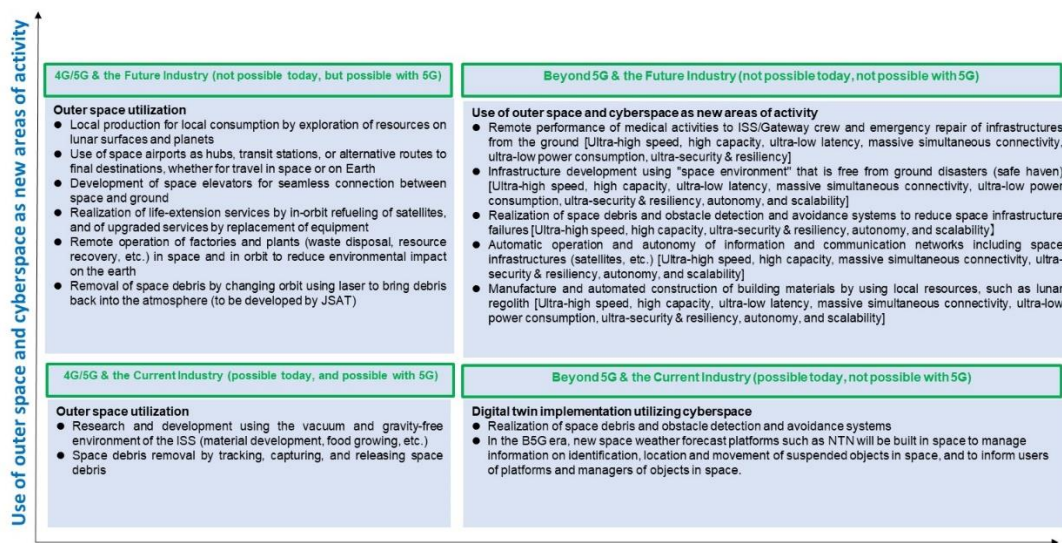 Use of outer space and cyberspace as new areas of activity
4G/5G & the Future Industry (not possible today, but possible with 5G)
Outer space utilization
● Local production for local consumption by exploration of resources on
lunar surfaces and planets
● Use of space airports as hubs, transit stations, or alternative routes to
final destinations, whether for travel in space or on Earth
● Development of space elevators for seamless connection between
space and ground
● Realization of life-extension services by in-orbit refueling of satellites,
and of upgraded services by replacement of equipment
● Remote operation of factories and plants (waste disposal, resource
recovery, etc.) in space and in orbit to reduce environmental impact
on the earth
● Removal of space debris by changing orbit using laser to bring debris
back into the atmosphere (to be developed by JSAT)
Beyond 5G & the Future Industry (not possible today, not possible with 5G)
Use of outer space and cyberspace as new areas of activity
● Remote performance of medical activities to ISS/Gateway crew and emergency repair of infrastructures
from the ground [Ultra-high speed, high capacity, ultra-low latency, massive simultaneous connectivity,
ultra-low power consumption, ultra-security & resiliency]
● Infrastructure development using "space environment" that is free from ground disasters (safe haven)
[Ultra-high speed, high capacity, ultra-low latency, massive simultaneous connectivity, ultra-low power
consumption, ultra-security & resiliency, autonomy, and scalability]
● Realization of space debris and obstacle detection and avoidance systems to reduce space infrastructure
failures [Ultra-high speed, high capacity, ultra-security & resiliency, autonomy, and scalability】
● Automatic operation and autonomy of information and communication networks including space
infrastructures (satellites, etc.) [Ultra-high speed, high capacity, massive simultaneous connectivity, ultra-
security & resiliency, autonomy, and scalability]
● Manufacture and automated construction of building materials by using local resources, such as lunar
regolith [Ultra-high speed, high capacity, ultra-low latency, massive simultaneous connectivity, ultra-low
power consumption, ultra-security & resiliency, autonomy, and scalability]
4G/5G & the Current Industry (possible today, and possible with 5G)
Outer space utilization
● Research and development using the vacuum and gravity-free
environment of the ISS (material development, food growing, etc.)
● Space debris removal by tracking, capturing, and releasing space
debris
Beyond 5G & the Current Industry (possible today, not possible with 5G)
Digital twin implementation utilizing cyberspace
● Realization of space debris and obstacle detection and avoidance systems
● In the B5G era, new space weather forecast platforms such as NTN will be built in space to manage
information on identification, location and movement of suspended objects in space, and to inform users
of platforms and managers of objects in space.